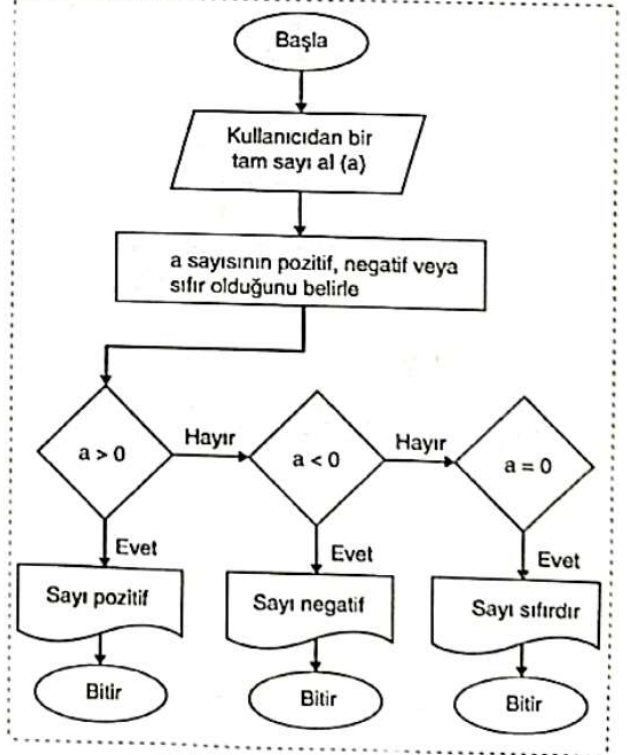 Başla
Kullanıcıdan bir
tam sayı al (a)
a sayısının pozitif, negatif veya
sıfır olduğunu belirle
a > 0
Hayır
a < 0
Hayır
a = 0
Evet
Evet
Evet
Sayı pozitif
Sayı negatif
Sayı sıfırdır
Bitir
Bitir
Bitir